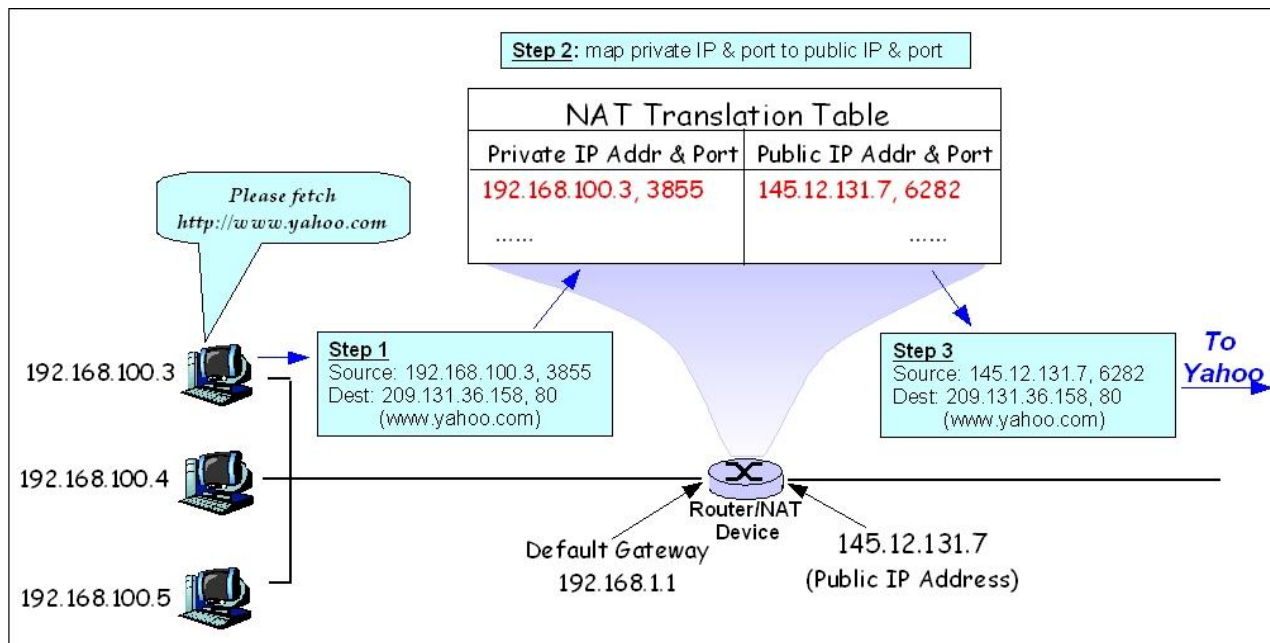 Step 2: map private IP & port to public IP & port
NAT Translation Table
Private IP Addr & Port
Public IP Addr & Port
192.168.100.3, 3855
145.12.131.7, 6282
......
......
Please fetch
http://www.yahoo.com
192.168.100.3
Step 1
Source: 192.168.100.3, 3855
Dest: 209.131.36.158, 80
(www.yahoo.com)
Step 3
Source: 145.12.131.7, 6282
Dest: 209.131.36.158, 80
(www.yahoo.com)
To
Yahoo
192.168.100.4
Router/NAT
Device
Default Gateway
192.168.1.1
145.12.131.7
(Public IP Address)
192.168.100.5